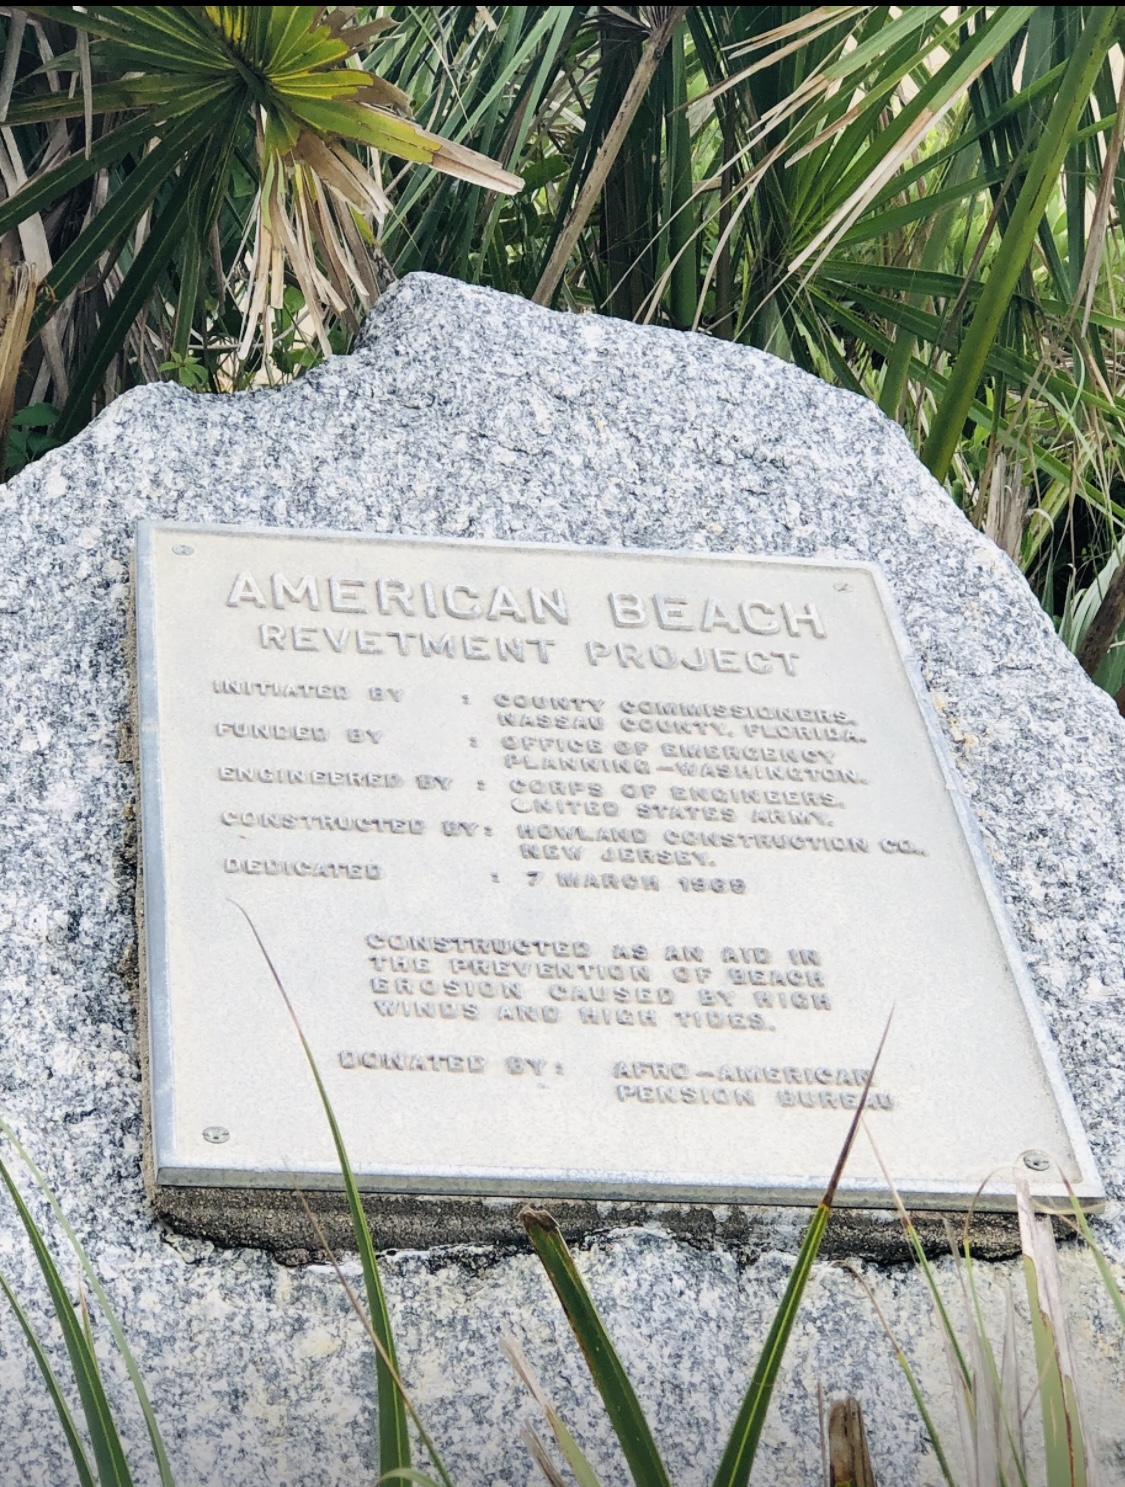 AMERICAN BEACH
REVETMENT PROJECT
INITIATED BY : COUNTY COMMISSIONERS.
NASSAU COUNTY, FLORIDA.
FUNDED BY : OFFICE OF EMERGENCY
PLANNING-WASHINGTON.
ENGINEERED BY : CORPS OF ENGINEERS.
UNITED STATES ARMY.
CONSTRUCTED BY: HOWLAND CONSTRUCTION CO.,
NEW JERSEY.
DEDICATED : 7 MARCH 1969
CONSTRUCTED AS AN AID IN
THE PREVENTION OF BEACH
EROSION CAUSED BY HIGH
WINDS AND HIGH TIDES.
DONATED BY: AFRO-AMERICAN
PENSION BUREAU